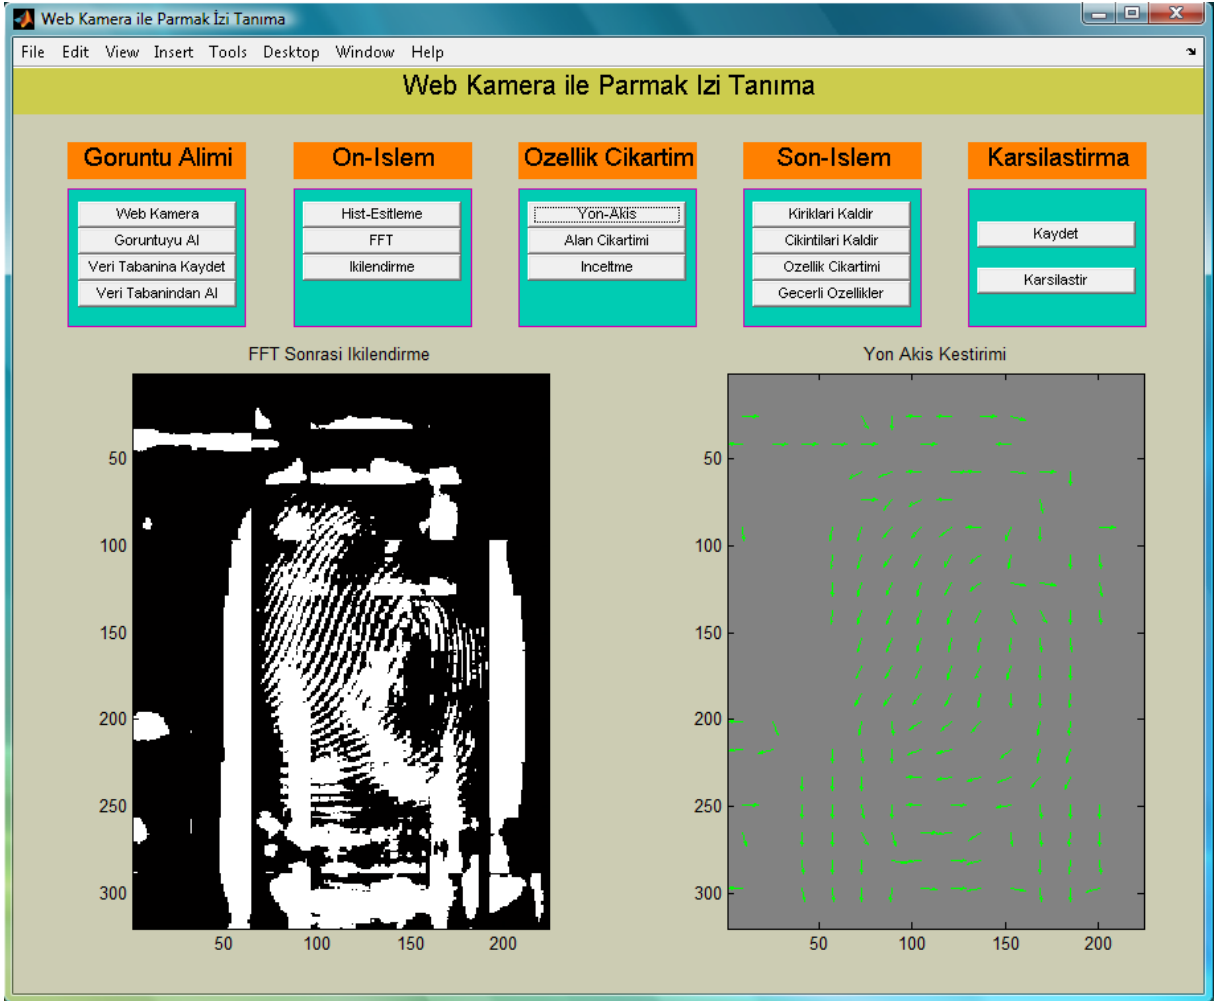 Web Kamera ile Parmak İzi Tanıma
File Edit View Insert Tools Desktop Window Help
Web Kamera ile Parmak Izi Tanıma
Goruntu Alimi
Web Kamera
Goruntuyu Al
Veri Tabanina Kaydet
Veri Tabanindan Al
On-Islem
Hist-Esitleme
FFT
Ikilendirme
Ozellik Cikartim
Yon-Akis
Alan Cikartimi
Inceltme
Son-Islem
Kiriklari Kaldir
Cikintilari Kaldir
Ozellik Cikartimi
Gecerli Ozellikler
Karsilastirma
Kaydet
Karsilastir
FFT Sonrasi Ikilendirme
50
100
150
200
250
300
50 100 150 200
Yon Akis Kestirimi
50
100
150
200
250
300
50 100 150 200